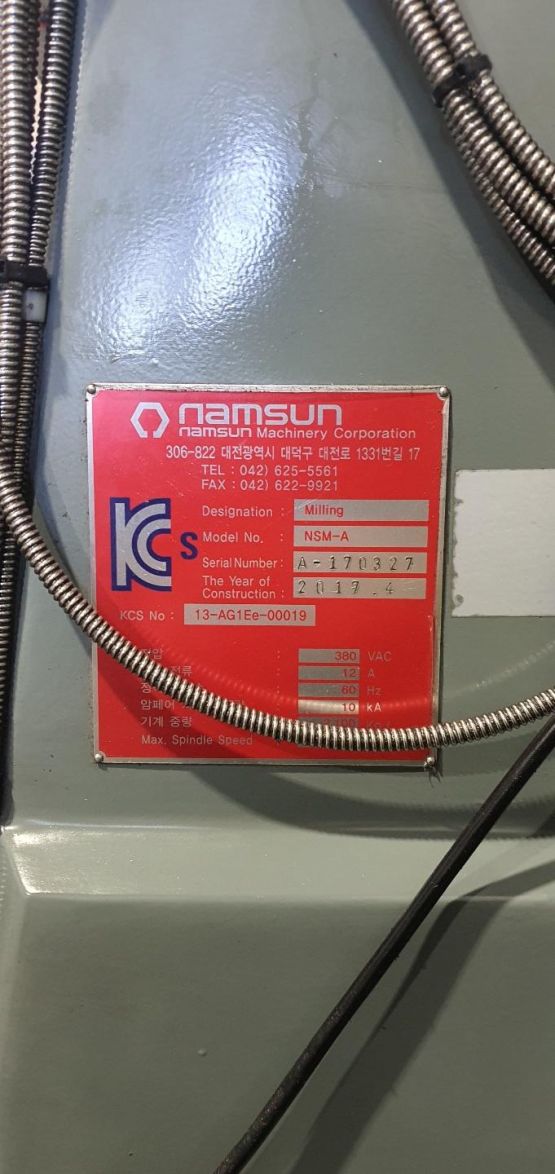 namsun
namsun Machinery Corporation
306-822 대전광역시 대덕구 대전로 1331번길 17
TEL : 042) 625-5561
FAX : 042) 622-9921
Designation : Milling
KCs Model No. : NSM-A
Serial Number : A-170327
The Year of
Construction : 2017.4
KCS No : 13-AG1Ee-00019
: 380 VAC
12 A
60 Hz
암페어 10 kA
기계 중량
Max. Spindle Speed